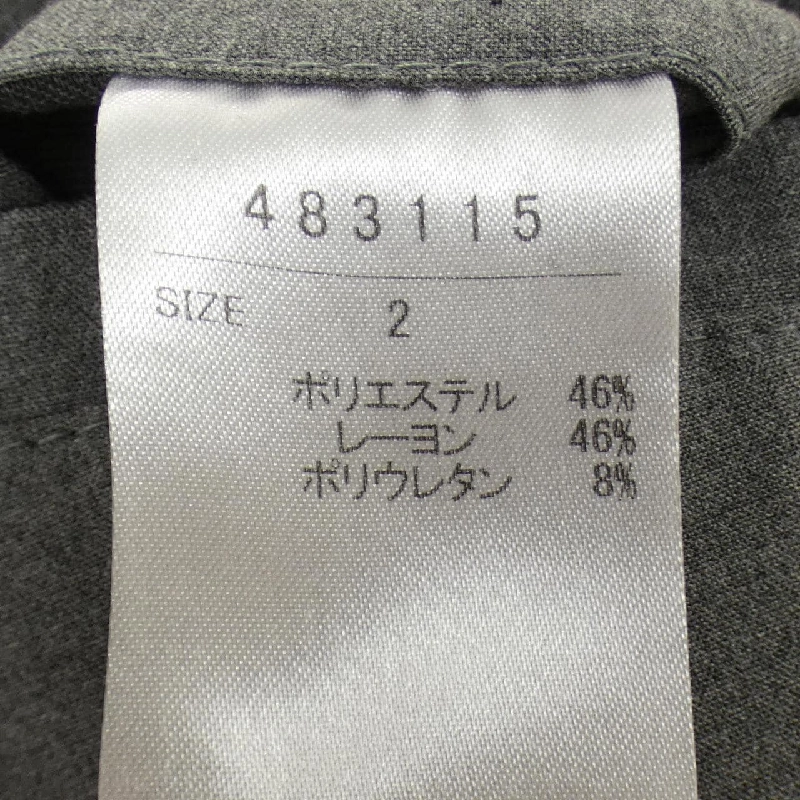 483115
SIZE 2
ポリエステル 46%
レーヨン 46%
ポリウレタン 8%